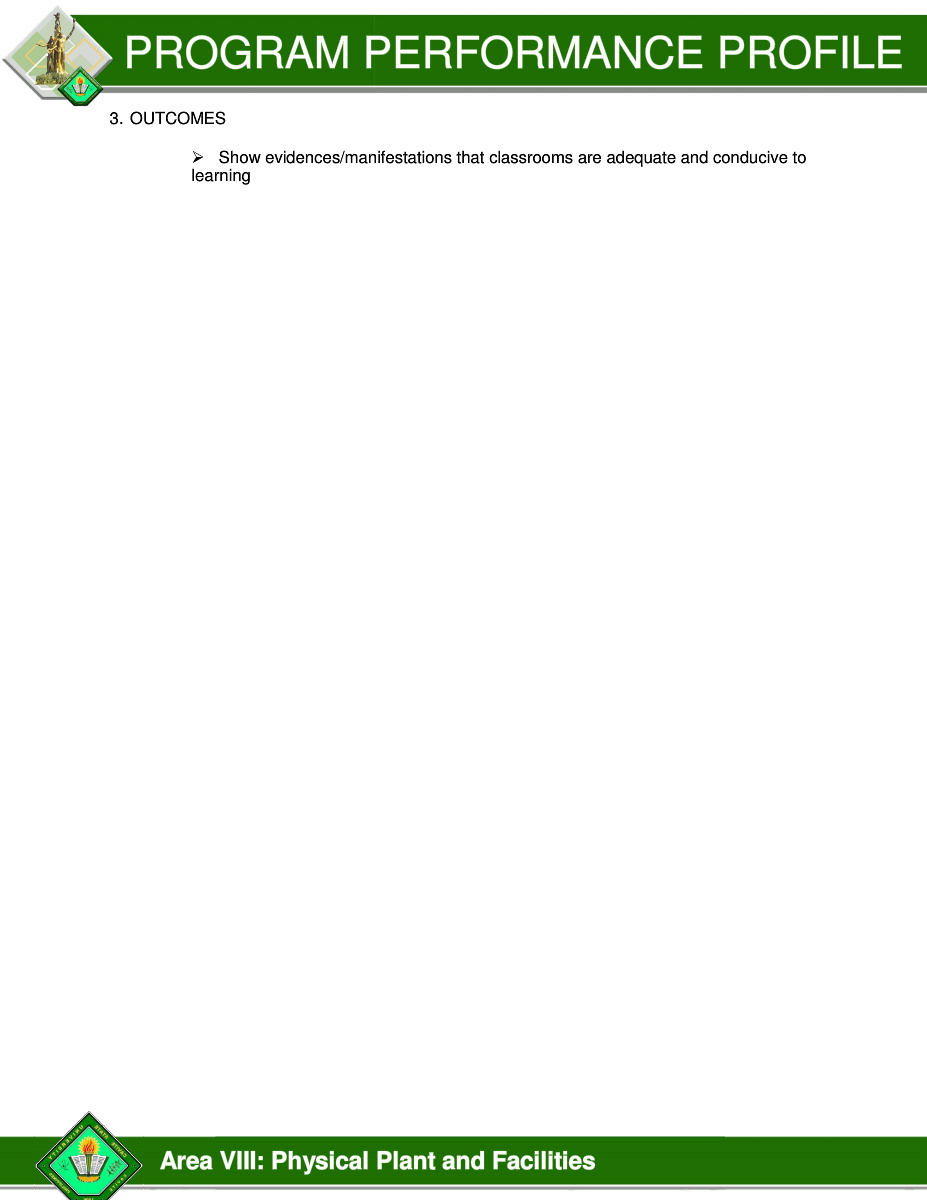 PROGRAM PERFORMANCE PROFILE
3. OUTCOMES
➢ Show evidences/manifestations that classrooms are adequate and conducive to
learning
Area VIII: Physical Plant and Facilities